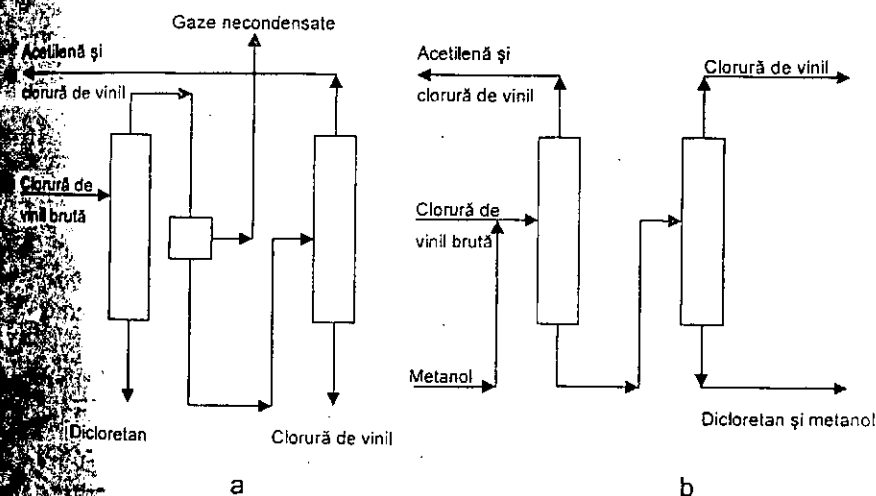 Gaze necondensate
Acetilenă și
clorură de vinil
Clorură de
vinil brută
Dicloretan
Clorură de vinil
a
Acetilenă și
clorură de vinil
Clorură de vinil
Clorură de
vinil brută
Metanol
Dicloretan și metanol
b